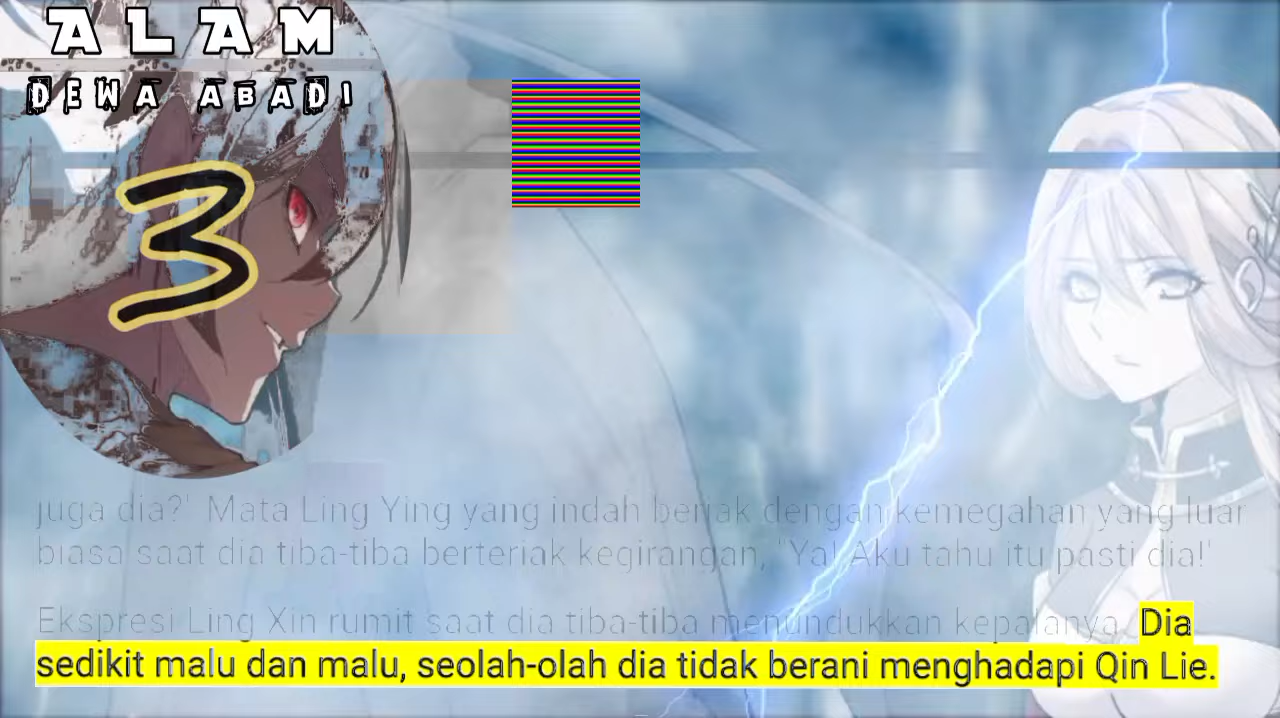 ALAM
DEWA ABADI
3
juga dia?' Mata Ling Ying yang indah beriak dengan kemegahan yang luar
biasa saat dia tiba-tiba berteriak kegirangan, 'Ya! Aku tahu itu pasti dia!'
Ekspresi Ling Xin rumit saat dia tiba-tiba menundukkan kepalanya. Dia
sedikit malu dan malu, seolah-olah dia tidak berani menghadapi Qin Lie.